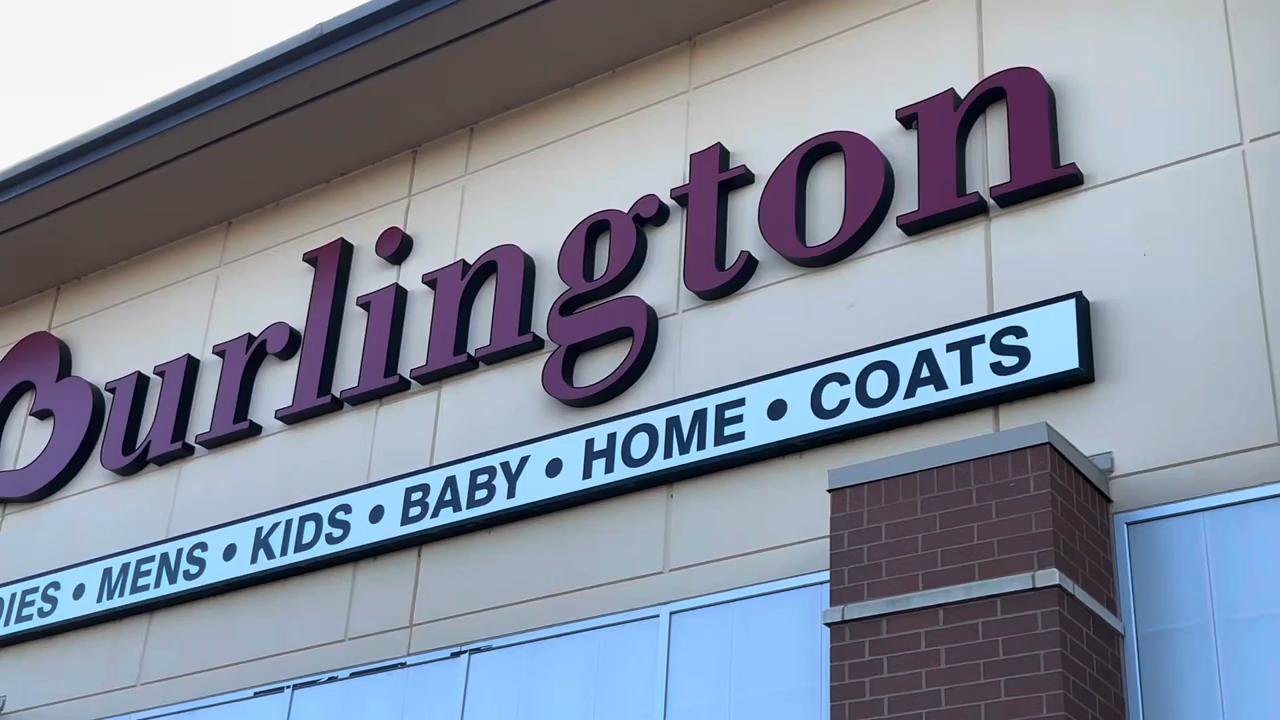 Burlington
DIES • MENS • KIDS • BABY • HOME • COATS